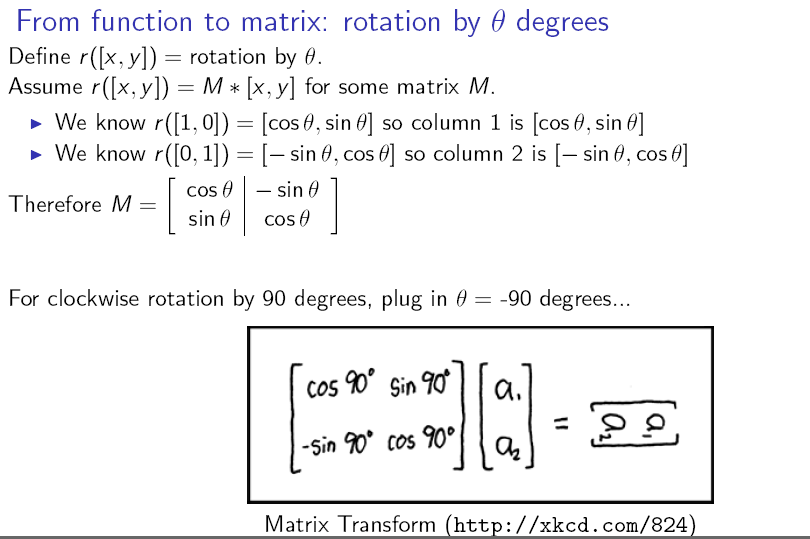 From function to matrix: rotation by θ degrees
Define r([x, y]) = rotation by θ.
Assume r([x, y]) = M ∗ [x, y] for some matrix M.
▶ We know r([1, 0]) = [cos θ, sin θ] so column 1 is [cos θ, sin θ]
▶ We know r([0, 1]) = [− sin θ, cos θ] so column 2 is [− sin θ, cos θ]
Therefore M = [ cos θ | − sin θ
sin θ | cos θ ]
For clockwise rotation by 90 degrees, plug in θ = -90 degrees...
[ cos 90° sin 90° ] [ a₁ ]
= [ a₂ a₁ ]
[ -sin 90° cos 90° ] [ a₂ ]
Matrix Transform (http://xkcd.com/824)